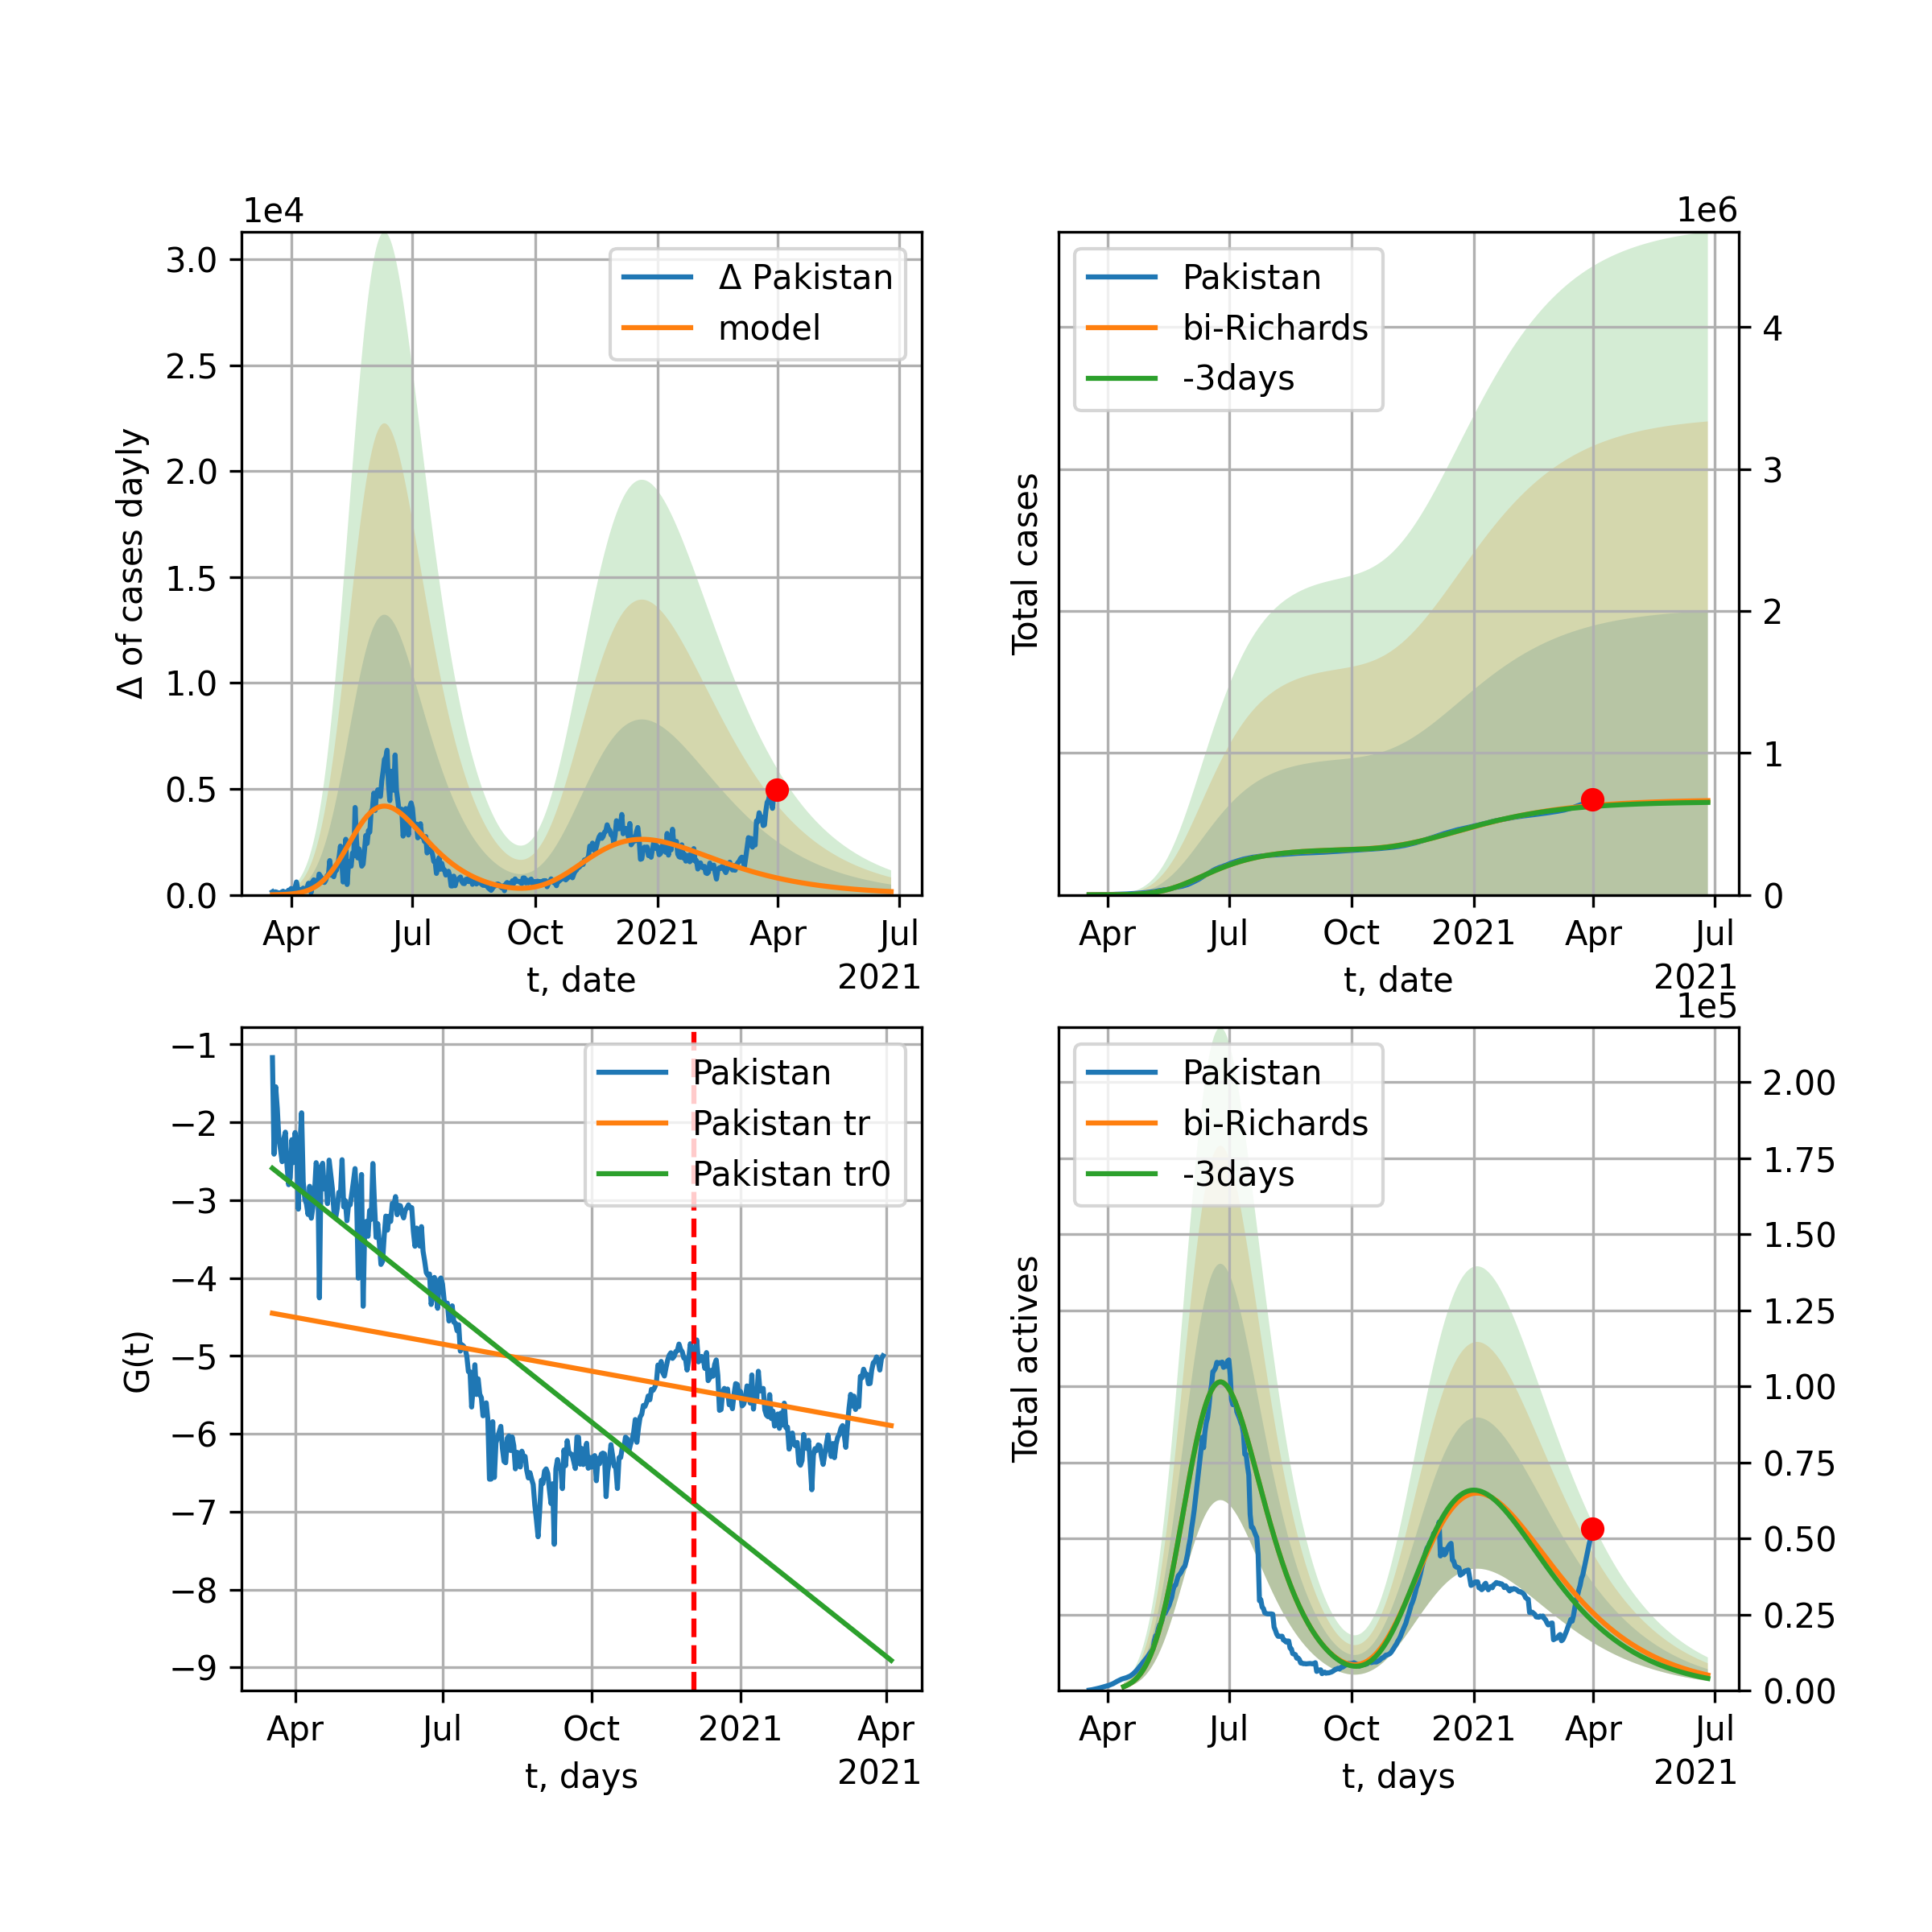 1e4
3.0
2.5
2.0
1.5
1.0
0.5
0.0
Δ of cases dayly
Δ Pakistan
model
Apr
Jul
Oct
2021
Apr
Jul
2021
t, date
1e6
Total cases
Pakistan
bi-Richards
-3days
4
3
2
1
0
Apr
Jul
Oct
2021
Apr
Jul
2021
t, date
−1
−2
−3
−4
−5
−6
−7
−8
−9
G(t)
Pakistan
Pakistan tr
Pakistan tr0
Apr
Jul
Oct
2021
Apr
2021
t, days
1e5
Total actives
Pakistan
bi-Richards
-3days
2.00
1.75
1.50
1.25
1.00
0.75
0.50
0.25
0.00
Apr
Jul
Oct
2021
Apr
Jul
2021
t, days